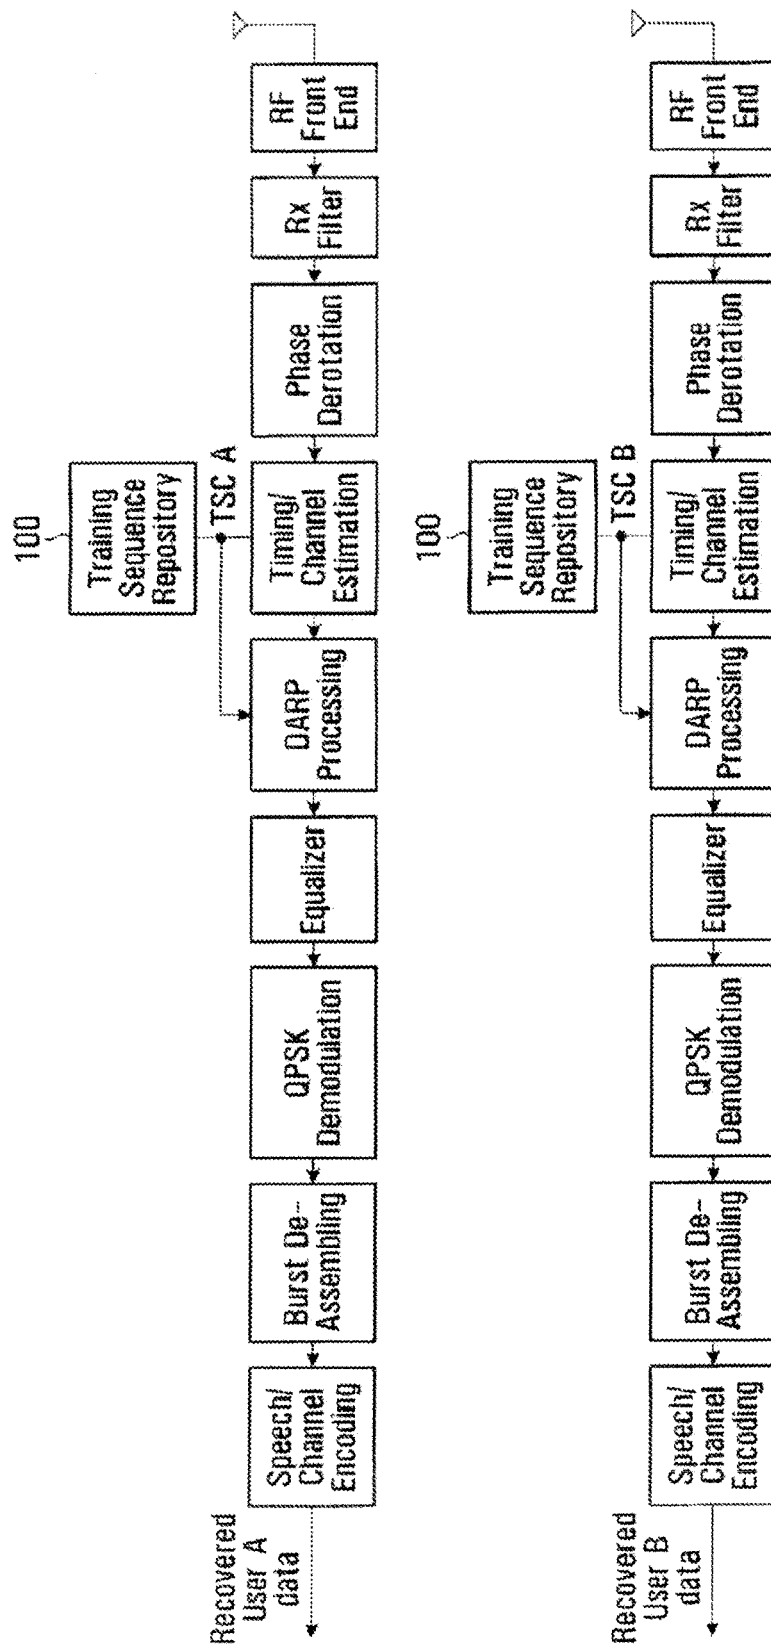 100
Training
Sequence
Repository
TSC A
RF
Front
End
Rx
Filter
Phase
Derotation
Timing/
Channel
Estimation
DARP
Processing
Equalizer
QPSK
Demodulation
Burst De-
Assembling
Speech/
Channel
Encoding
Recovered
User A
data
100
Training
Sequence
Repository
TSC B
RF
Front
End
Rx
Filter
Phase
Derotation
Timing/
Channel
Estimation
DARP
Processing
Equalizer
QPSK
Demodulation
Burst De-
Assembling
Speech/
Channel
Encoding
Recovered
User B
data